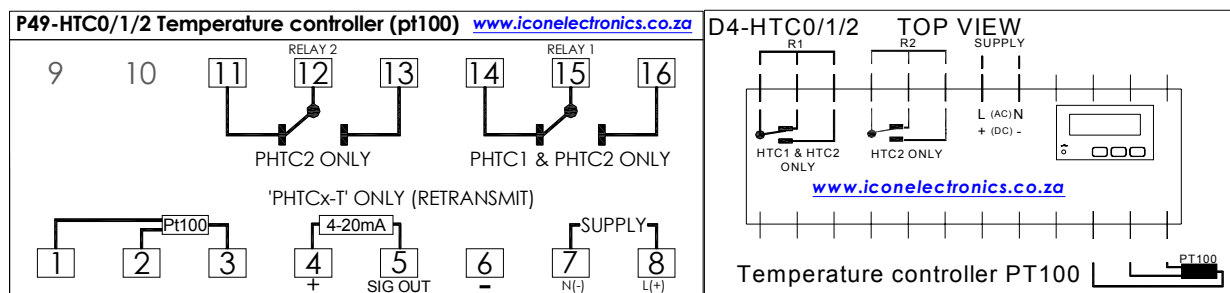 P49-HTC0/1/2 Temperature controller (pt100) www.iconelectronics.co.za
RELAY 2 RELAY 1
9 10 11 12 13 14 15 16
PHTC2 ONLY PHTC1 & PHTC2 ONLY
'PHTCx-T' ONLY (RETRANSMIT)
Pt100 4-20mA SUPPLY
1 2 3 4 5 6 7 8
+ SIG OUT - N(-) L(+)
D4-HTC0/1/2 TOP VIEW
R1 R2 SUPPLY
L (AC) N
+ (DC) -
HTC1 & HTC2
ONLY
HTC2 ONLY
www.iconelectronics.co.za
Temperature controller PT100
PT100